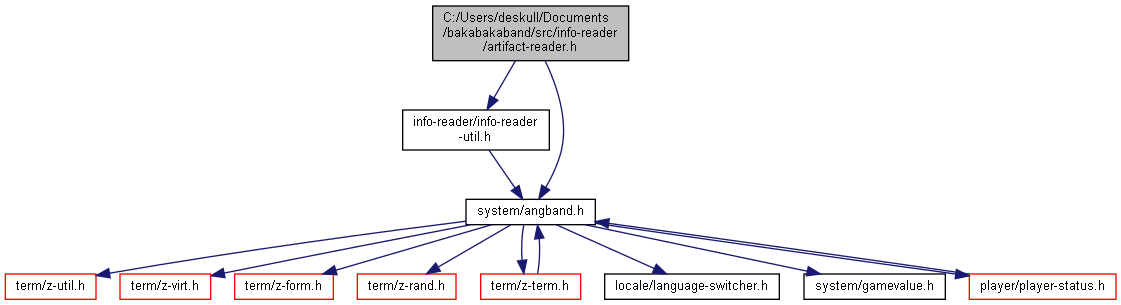 C:/Users/deskull/Documents
/bakabakaband/src/info-reader
/artifact-reader.h
info-reader/info-reader
-util.h
system/angband.h
term/z-util.h
term/z-virt.h
term/z-form.h
term/z-rand.h
term/z-term.h
locale/language-switcher.h
system/gamevalue.h
player/player-status.h